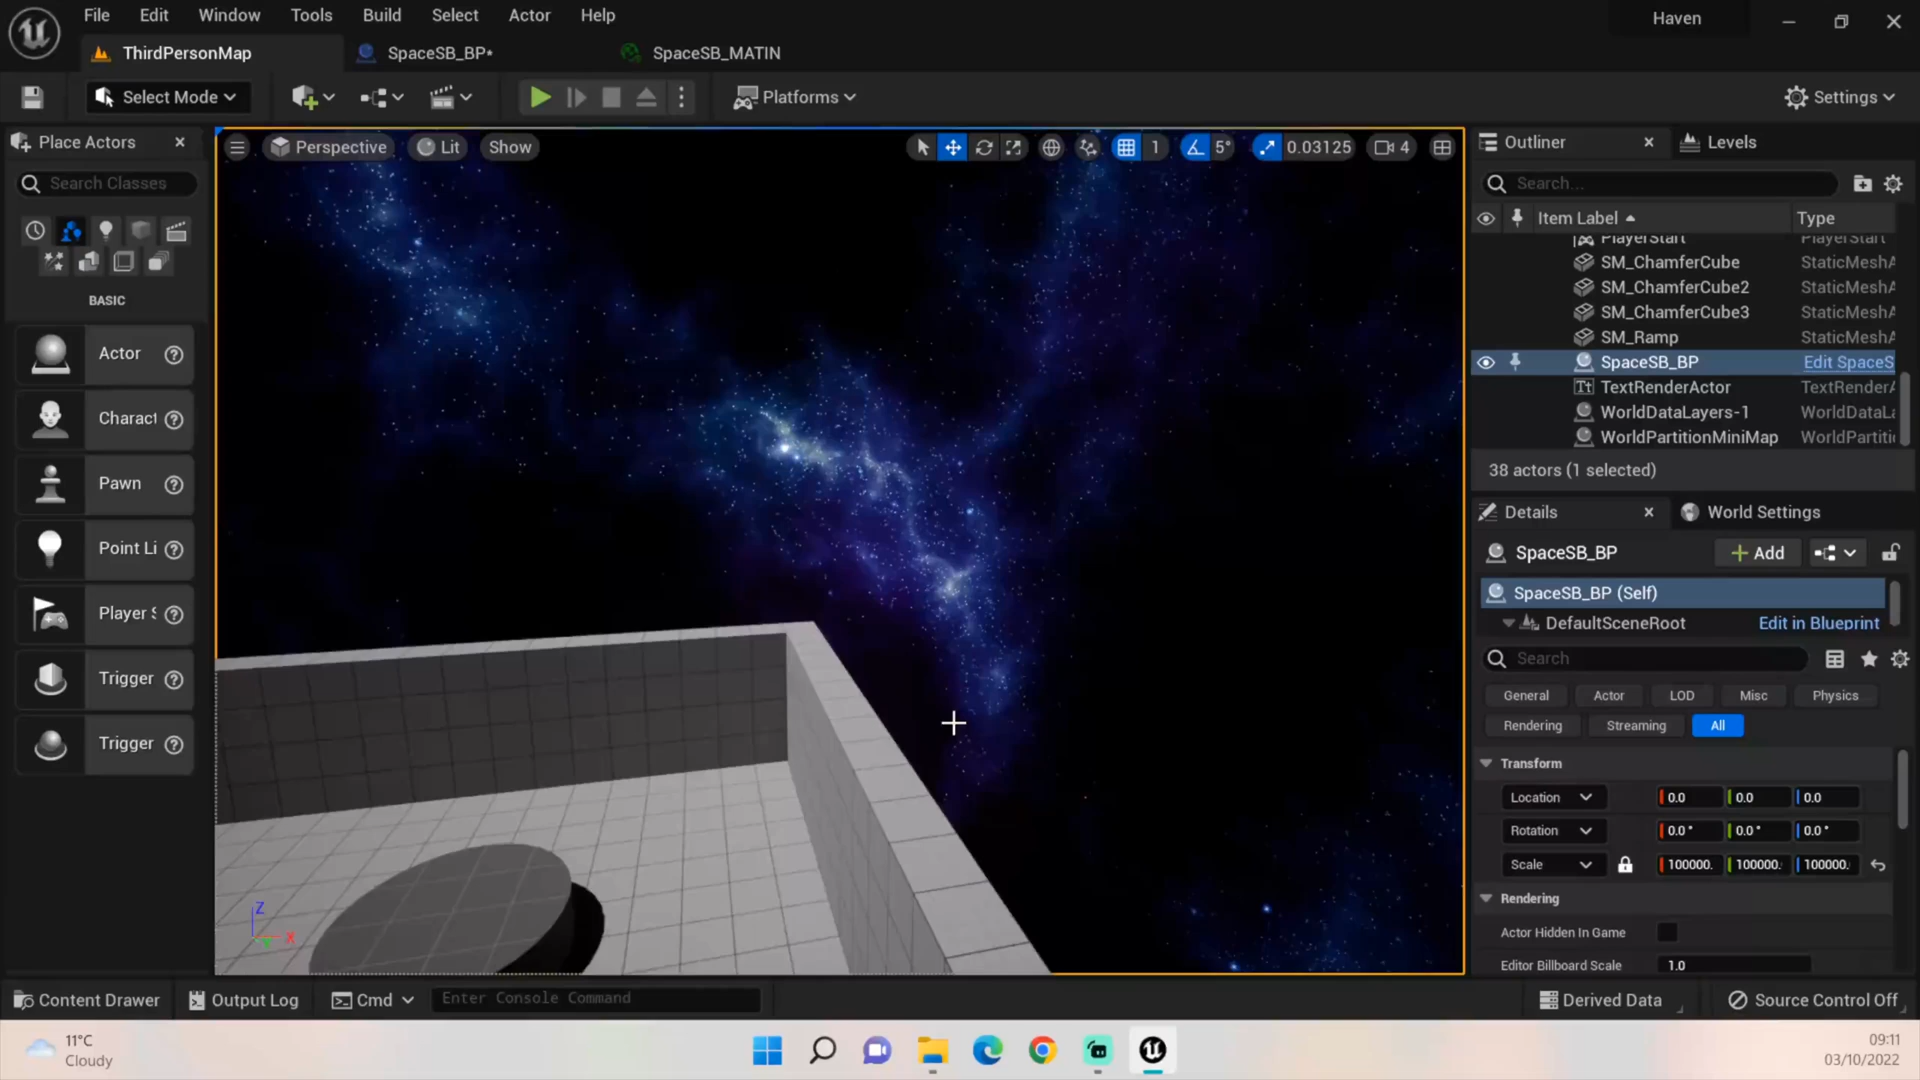 File Edit Window Tools Build Select Actor Help
Haven
ThirdPersonMap
SpaceSB_BP*
SpaceSB_MATIN
Select Mode
Platforms
Settings
Place Actors
Search Classes
BASIC
Actor
Charact
Pawn
Point Li
Player S
Trigger
Trigger
Perspective
Lit
Show
1
5°
0.03125
4
Outliner
Levels
Search...
Item Label
Type
PlayerStart PlayerStart
SM_ChamferCube StaticMeshA
SM_ChamferCube2 StaticMeshA
SM_ChamferCube3 StaticMeshA
SM_Ramp StaticMeshA
SpaceSB_BP Edit SpaceS
TextRenderActor TextRenderA
WorldDataLayers-1 WorldDataLa
WorldPartitionMiniMap WorldPartiti
38 actors (1 selected)
Details
World Settings
SpaceSB_BP
Add
SpaceSB_BP (Self)
DefaultSceneRoot Edit in Blueprint
Search
General Actor LOD Misc Physics
Rendering Streaming All
Transform
Location 0.0 0.0 0.0
Rotation 0.0° 0.0° 0.0°
Scale 100000. 100000. 100000.
Rendering
Actor Hidden In Game
Editor Billboard Scale 1.0
Z
X
Content Drawer
Output Log
Cmd
Enter Console Command
Derived Data
Source Control Off
11°C
Cloudy
09:11
03/10/2022